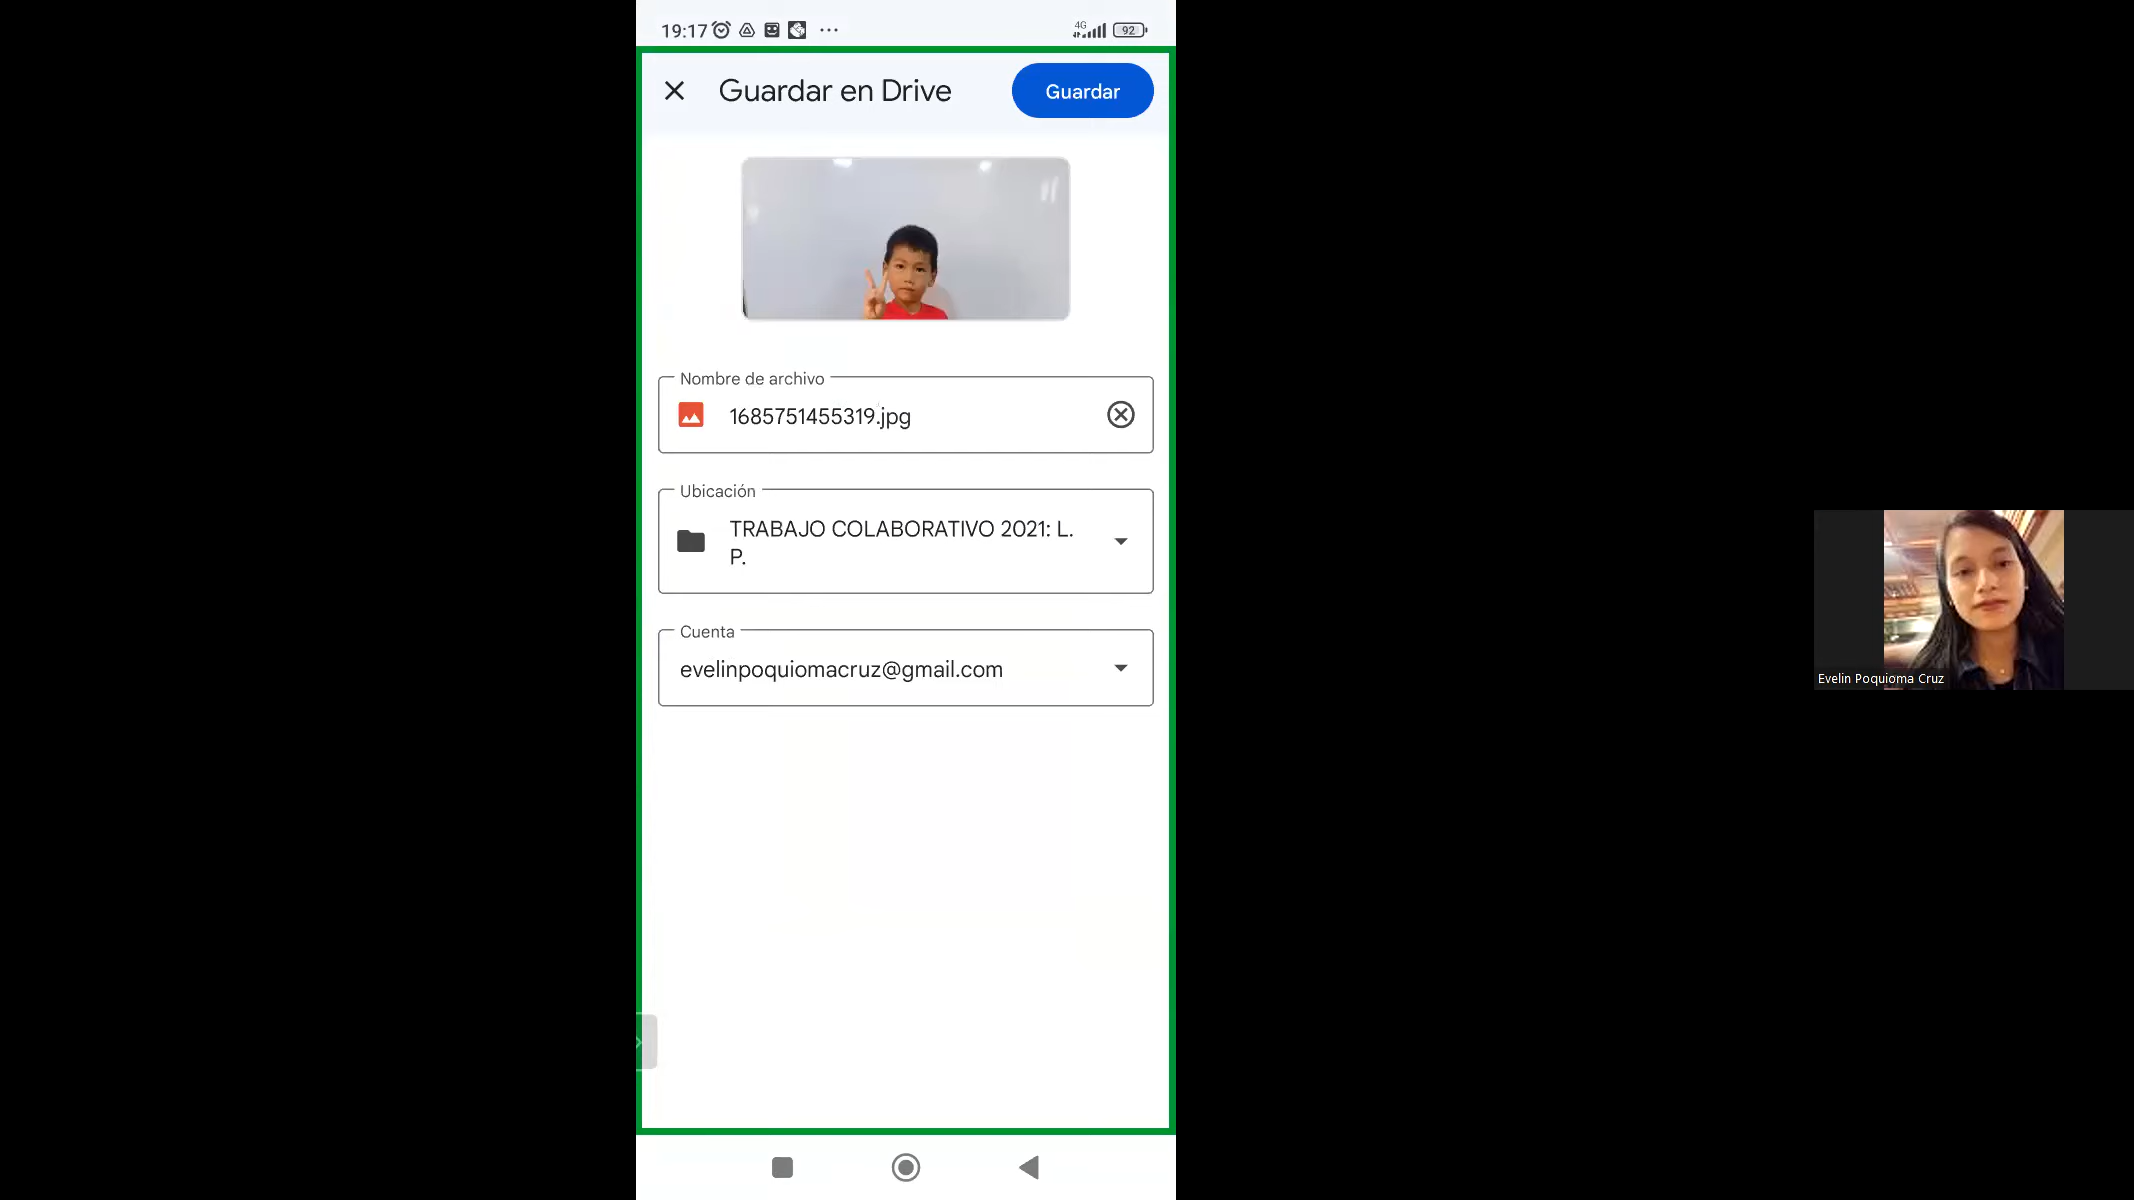 19:17
4G
92
Guardar en Drive
Guardar
Nombre de archivo
1685751455319.jpg
Ubicación
TRABAJO COLABORATIVO 2021: L.
P.
Cuenta
evelinpoquiomacruz@gmail.com
Evelin Poquioma Cruz